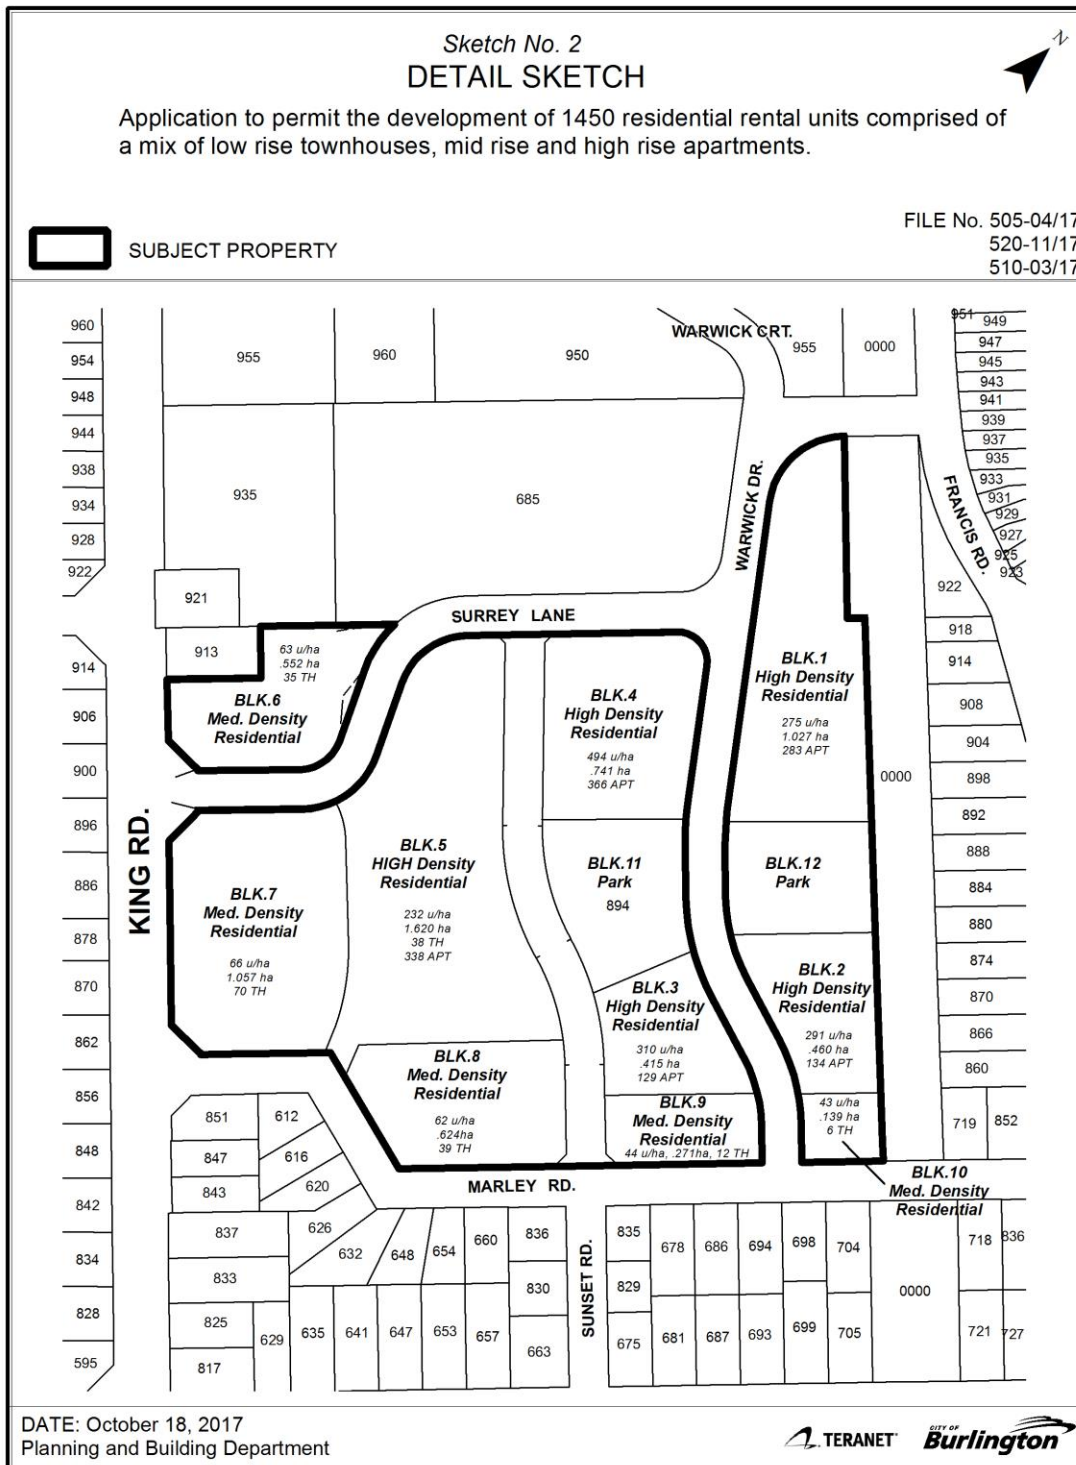 Sketch No. 2
DETAIL SKETCH
N
Application to permit the development of 1450 residential rental units comprised of
a mix of low rise townhouses, mid rise and high rise apartments.
SUBJECT PROPERTY
FILE No. 505-04/17
520-11/17
510-03/17
960
954
948
944
938
934
928
922
914
906
900
896
886
878
870
862
856
848
842
834
828
595
KING RD.
955
960
950
WARWICK CRT.
955
0000
935
685
921
913
WARWICK DR.
SURREY LANE
FRANCIS RD.
951
949
947
945
943
941
939
937
935
933
931
929
927
925
923
922
918
914
908
904
898
892
888
884
880
874
870
866
860
719
852
0000
63 u/ha
.552 ha
35 TH
BLK.6
Med. Density
Residential
BLK.4
High Density
Residential
494 u/ha
.741 ha
366 APT
BLK.1
High Density
Residential
275 u/ha
1.027 ha
283 APT
BLK.7
Med. Density
Residential
66 u/ha
1.057 ha
70 TH
BLK.5
HIGH Density
Residential
232 u/ha
1.620 ha
38 TH
338 APT
BLK.11
Park
894
BLK.12
Park
BLK.3
High Density
Residential
310 u/ha
.415 ha
129 APT
BLK.2
High Density
Residential
291 u/ha
.460 ha
134 APT
BLK.8
Med. Density
Residential
62 u/ha
.624ha
39 TH
BLK.9
Med. Density
Residential
44 u/ha, .271ha, 12 TH
43 u/ha
.139 ha
6 TH
BLK.10
Med. Density
Residential
MARLEY RD.
SUNSET RD.
851
847
843
837
833
825
817
612
616
620
626
632
648
654
660
836
830
663
629
635
641
647
653
657
835
829
675
678
686
694
698
704
681
687
693
699
705
0000
718
836
721
727
DATE: October 18, 2017
Planning and Building Department
TERANET
CITY OF
Burlington